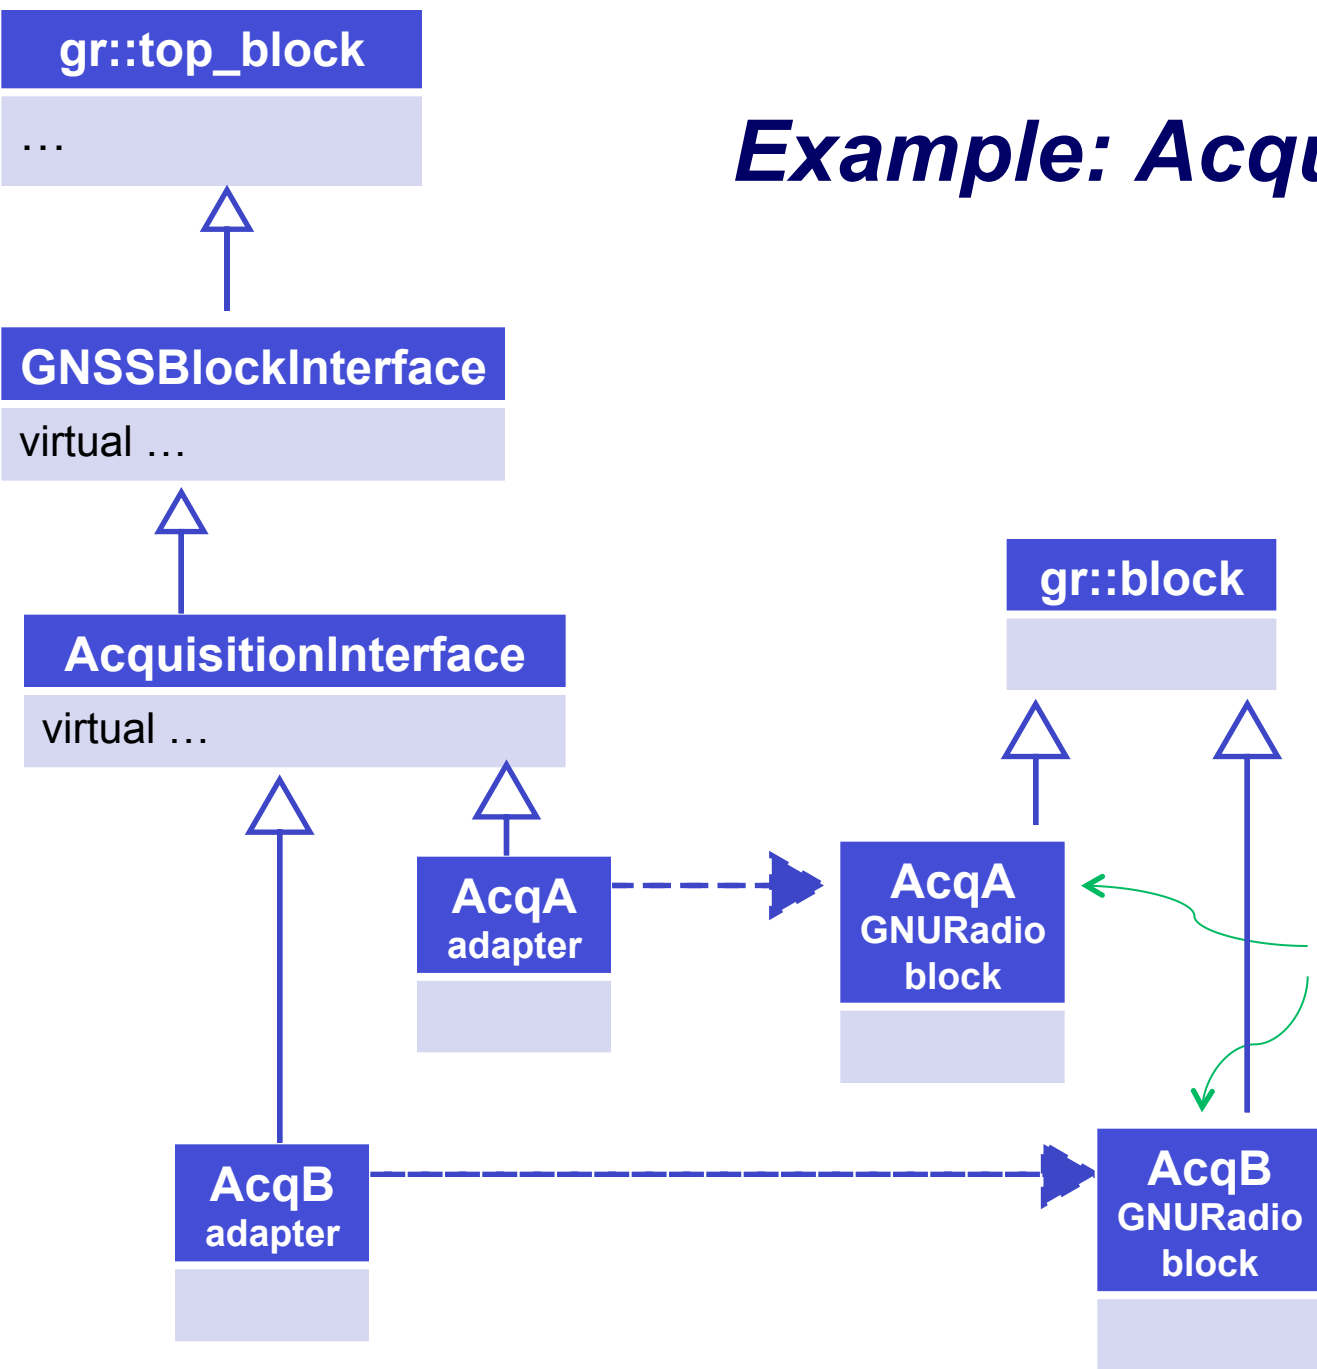 gr::top_block
…
Example: Acqu
GNSSBlockInterface
virtual …
gr::block
AcquisitionInterface
virtual …
AcqA
adapter
AcqA
GNURadio
block
AcqB
adapter
AcqB
GNURadio
block